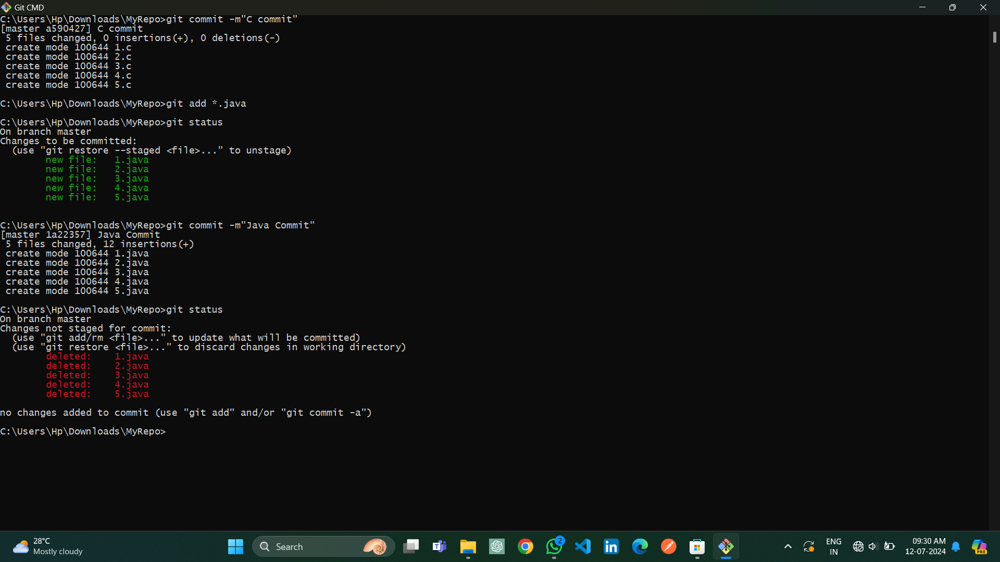 Git CMD
C:\Users\Hp\Downloads\MyRepo>git commit -m"C commit"
[master a590427] C commit
 5 files changed, 0 insertions(+), 0 deletions(-)
 create mode 100644 1.c
 create mode 100644 2.c
 create mode 100644 3.c
 create mode 100644 4.c
 create mode 100644 5.c
C:\Users\Hp\Downloads\MyRepo>git add *.java
C:\Users\Hp\Downloads\MyRepo>git status
On branch master
Changes to be committed:
  (use "git restore --staged <file>..." to unstage)
        new file:   1.java
        new file:   2.java
        new file:   3.java
        new file:   4.java
        new file:   5.java
C:\Users\Hp\Downloads\MyRepo>git commit -m"Java Commit"
[master 1a22357] Java Commit
 5 files changed, 12 insertions(+)
 create mode 100644 1.java
 create mode 100644 2.java
 create mode 100644 3.java
 create mode 100644 4.java
 create mode 100644 5.java
C:\Users\Hp\Downloads\MyRepo>git status
On branch master
Changes not staged for commit:
  (use "git add/rm <file>..." to update what will be committed)
  (use "git restore <file>..." to discard changes in working directory)
        deleted:    1.java
        deleted:    2.java
        deleted:    3.java
        deleted:    4.java
        deleted:    5.java
no changes added to commit (use "git add" and/or "git commit -a")
C:\Users\Hp\Downloads\MyRepo>
28°C
Mostly cloudy
Search
2
ENG
IN
09:30 AM
12-07-2024
PRE